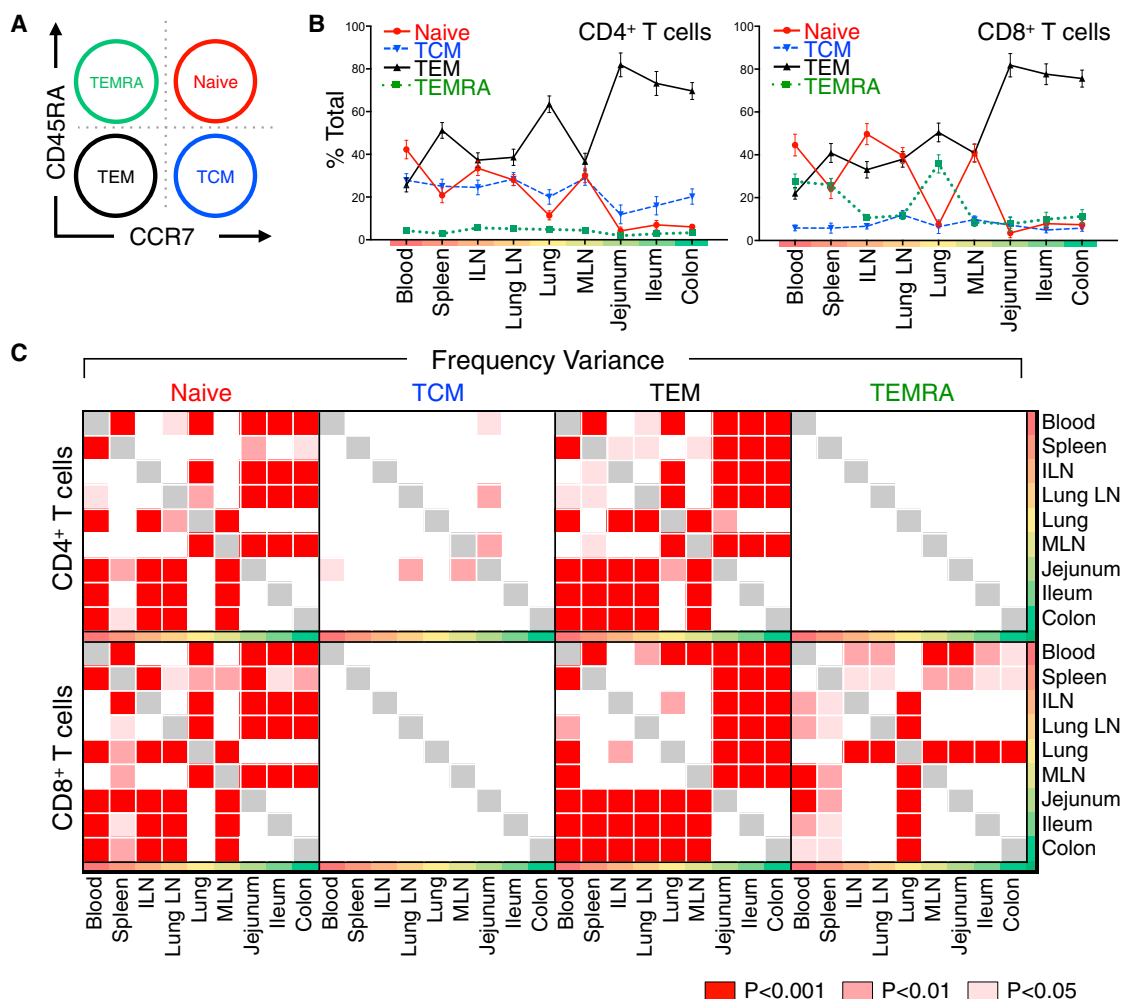 A
CD45RA
TEMRA
Naive
TEM
TCM
CCR7
B
CD4+ T cells
Naive
TCM
TEM
TEMRA
% Total
100
80
60
40
20
0
Blood
Spleen
ILN
Lung LN
Lung
MLN
Jejunum
Ileum
Colon
CD8+ T cells
Naive
TCM
TEM
TEMRA
100
80
60
40
20
0
Blood
Spleen
ILN
Lung LN
Lung
MLN
Jejunum
Ileum
Colon
C
Frequency Variance
Naive
TCM
TEM
TEMRA
CD4+ T cells
Blood
Spleen
ILN
Lung LN
Lung
MLN
Jejunum
Ileum
Colon
CD8+ T cells
Blood
Spleen
ILN
Lung LN
Lung
MLN
Jejunum
Ileum
Colon
Blood
Spleen
ILN
Lung LN
Lung
MLN
Jejunum
Ileum
Colon
Blood
Spleen
ILN
Lung LN
Lung
MLN
Jejunum
Ileum
Colon
Blood
Spleen
ILN
Lung LN
Lung
MLN
Jejunum
Ileum
Colon
Blood
Spleen
ILN
Lung LN
Lung
MLN
Jejunum
Ileum
Colon
P<0.001
P<0.01
P<0.05